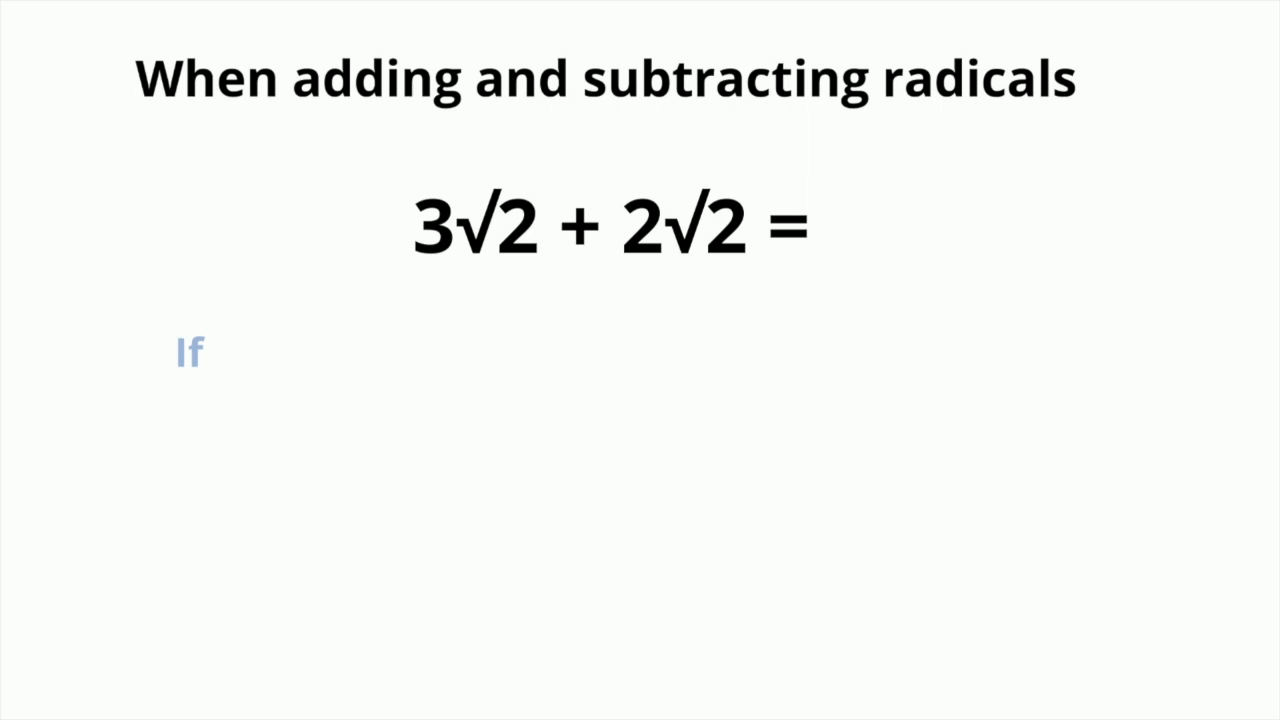 When adding and subtracting radicals
3√2 + 2√2 =
If